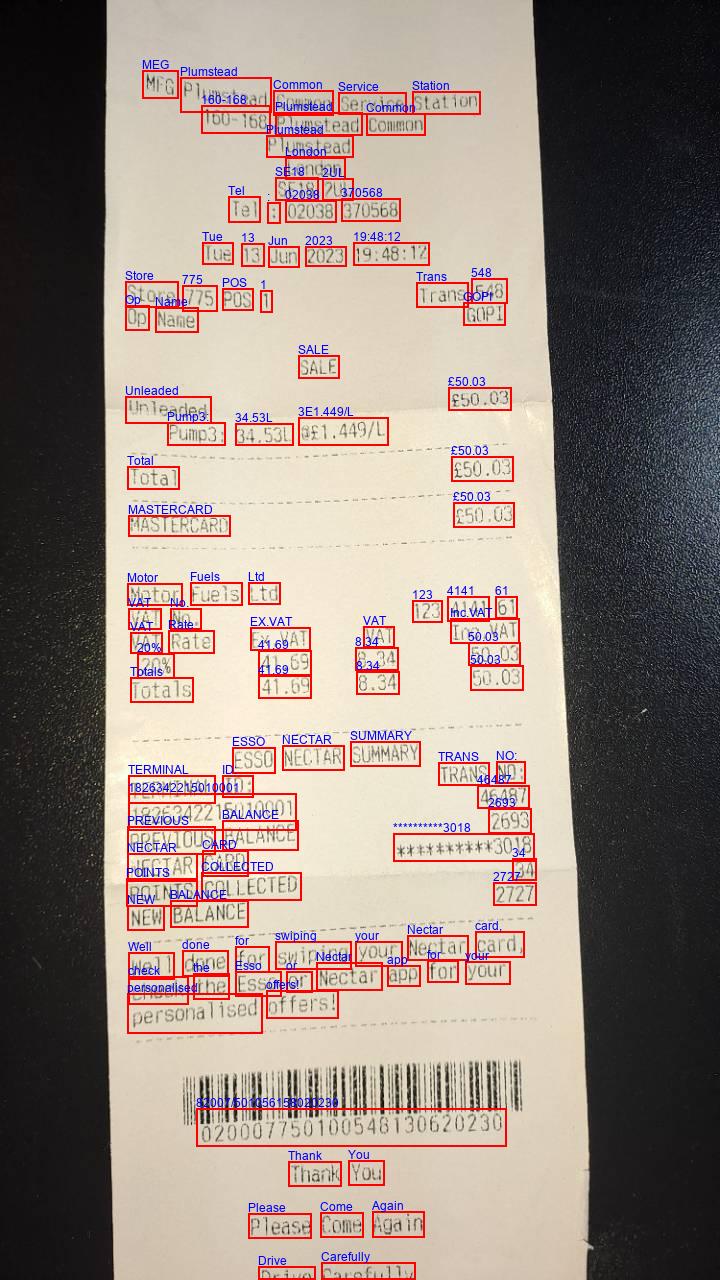 MFG Plumstead Common Service Station
160-168 Plumstead Common
Plumstead
London
SE18 2UL
Tel : 02038 370568
Tue 13 Jun 2023 19:48:12
Store 775 POS 1 Trans 548
Op Name GOPI
SALE
Unleaded £50.03
Pump3: 34.53L @£1.449/L
Total £50.03
MASTERCARD £50.03
Motor Fuels Ltd
VAT No. 123 4141 61
VAT Rate Ex.VAT VAT Inc.VAT
20% 41.69 8.34 50.03
Totals 41.69 8.34 50.03
ESSO NECTAR SUMMARY
TERMINAL ID: TRANS NO:
1826342215010001 46487
PREVIOUS BALANCE 2693
NECTAR CARD **********3018
POINTS COLLECTED 34
NEW BALANCE 2727
Well done for swiping your Nectar card,
check the Esso or Nectar app for your
personalised offers!
02000775010054813062023​0
Thank You
Please Come Again
Drive Carefully